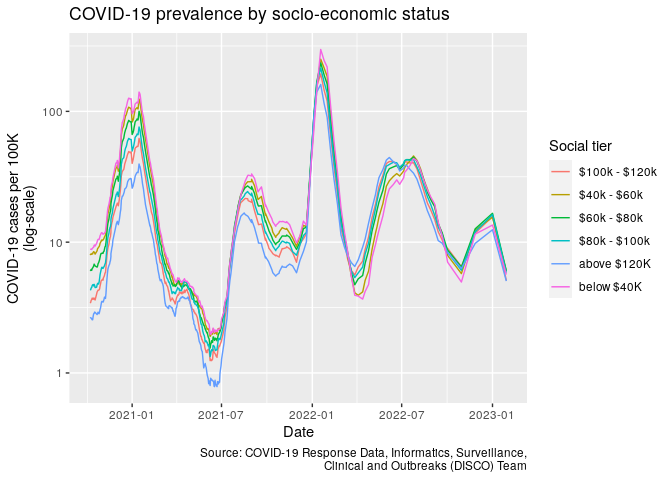 COVID-19 prevalence by socio-economic status
COVID-19 cases per 100K
(log-scale)
100
10
1
2021-01
2021-07
2022-01
2022-07
2023-01
Date
Social tier
$100k - $120k
$40k - $60k
$60k - $80k
$80k - $100k
above $120K
below $40K
Source: COVID-19 Response Data, Informatics, Surveillance,
Clinical and Outbreaks (DISCO) Team